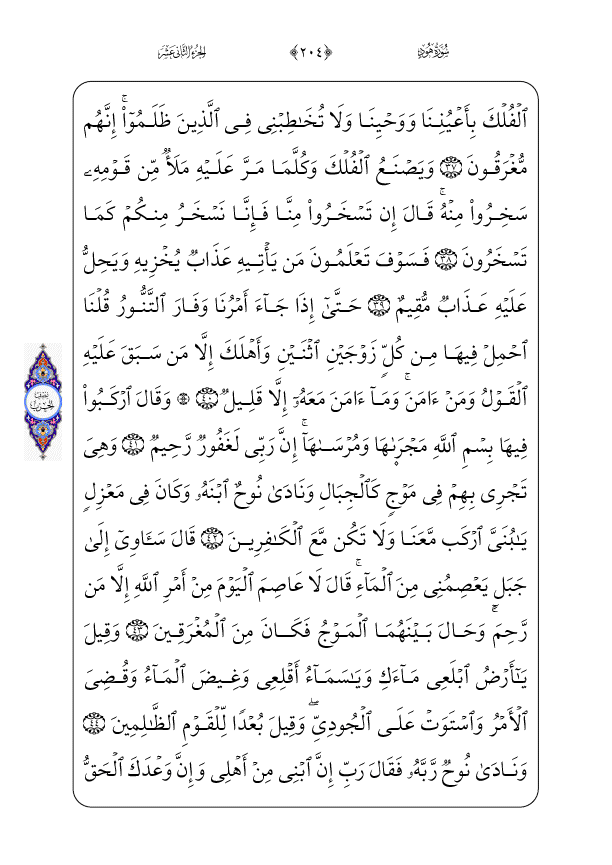 سُورَةُ هُودٍ
﴿٢٠٤﴾
الجُزءُ الثَّانِى عَشَرَ
ٱلۡفُلۡكَ بِأَعۡيُنِنَا وَوَحۡيِنَا وَلَا تُخَٰطِبۡنِى فِى ٱلَّذِينَ ظَلَمُوٓاْۚ إِنَّهُم
مُّغۡرَقُونَ ٣٧ وَيَصۡنَعُ ٱلۡفُلۡكَ وَكُلَّمَا مَرَّ عَلَيۡهِ مَلَأٞ مِّن قَوۡمِهِۦ
سَخِرُواْ مِنۡهُۚ قَالَ إِن تَسۡخَرُواْ مِنَّا فَإِنَّا نَسۡخَرُ مِنكُمۡ كَمَا
تَسۡخَرُونَ ٣٨ فَسَوۡفَ تَعۡلَمُونَ مَن يَأۡتِيهِ عَذَابٞ يُخۡزِيهِ وَيَحِلُّ
عَلَيۡهِ عَذَابٞ مُّقِيمٌ ٣٩ حَتَّىٰٓ إِذَا جَآءَ أَمۡرُنَا وَفَارَ ٱلتَّنُّورُ قُلۡنَا
ٱحۡمِلۡ فِيهَا مِن كُلّٖ زَوۡجَيۡنِ ٱثۡنَيۡنِ وَأَهۡلَكَ إِلَّا مَن سَبَقَ عَلَيۡهِ
ٱلۡقَوۡلُ وَمَنۡ ءَامَنَۚ وَمَآ ءَامَنَ مَعَهُۥٓ إِلَّا قَلِيلٞ ٤٠ ۞ وَقَالَ ٱرۡكَبُواْ
فِيهَا بِسۡمِ ٱللَّهِ مَجۡر۪ىٰهَا وَمُرۡسَىٰهَآۚ إِنَّ رَبِّى لَغَفُورٞ رَّحِيمٞ ٤١ وَهِىَ
تَجۡرِى بِهِمۡ فِى مَوۡجٖ كَٱلۡجِبَالِ وَنَادَىٰ نُوحٌ ٱبۡنَهُۥ وَكَانَ فِى مَعۡزِلٖ
يَٰبُنَىَّ ٱرۡكَب مَّعَنَا وَلَا تَكُن مَّعَ ٱلۡكَٰفِرِينَ ٤٢ قَالَ سَـَٔاوِىٓ إِلَىٰ
جَبَلٖ يَعۡصِمُنِى مِنَ ٱلۡمَآءِۚ قَالَ لَا عَاصِمَ ٱلۡيَوۡمَ مِنۡ أَمۡرِ ٱللَّهِ إِلَّا مَن
رَّحِمَۚ وَحَالَ بَيۡنَهُمَا ٱلۡمَوۡجُ فَكَانَ مِنَ ٱلۡمُغۡرَقِينَ ٤٣ وَقِيلَ
يَٰٓأَرۡضُ ٱبۡلَعِى مَآءَكِ وَيَٰسَمَآءُ أَقۡلِعِى وَغِيضَ ٱلۡمَآءُ وَقُضِىَ
ٱلۡأَمۡرُ وَٱسۡتَوَتۡ عَلَى ٱلۡجُودِىِّۖ وَقِيلَ بُعۡدٗا لِّلۡقَوۡمِ ٱلظَّٰلِمِينَ ٤٤
وَنَادَىٰ نُوحٞ رَّبَّهُۥ فَقَالَ رَبِّ إِنَّ ٱبۡنِى مِنۡ أَهۡلِى وَإِنَّ وَعۡدَكَ ٱلۡحَقُّ